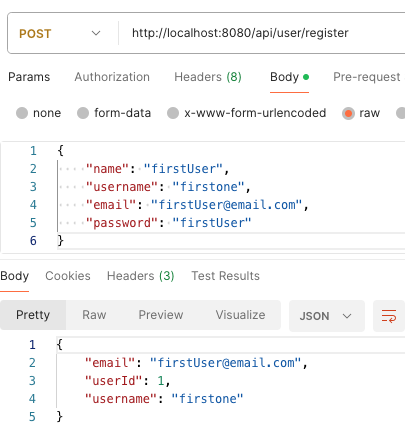 POST http://localhost:8080/api/user/register
Params Authorization Headers (8) Body Pre-request
none form-data x-www-form-urlencoded raw
1 {
2 "name": "firstUser",
3 "username": "firstone",
4 "email": "firstUser@email.com",
5 "password": "firstUser"
6 }
Body Cookies Headers (3) Test Results
Pretty Raw Preview Visualize JSON
1 {
2 "email": "firstUser@email.com",
3 "userId": 1,
4 "username": "firstone"
5 }